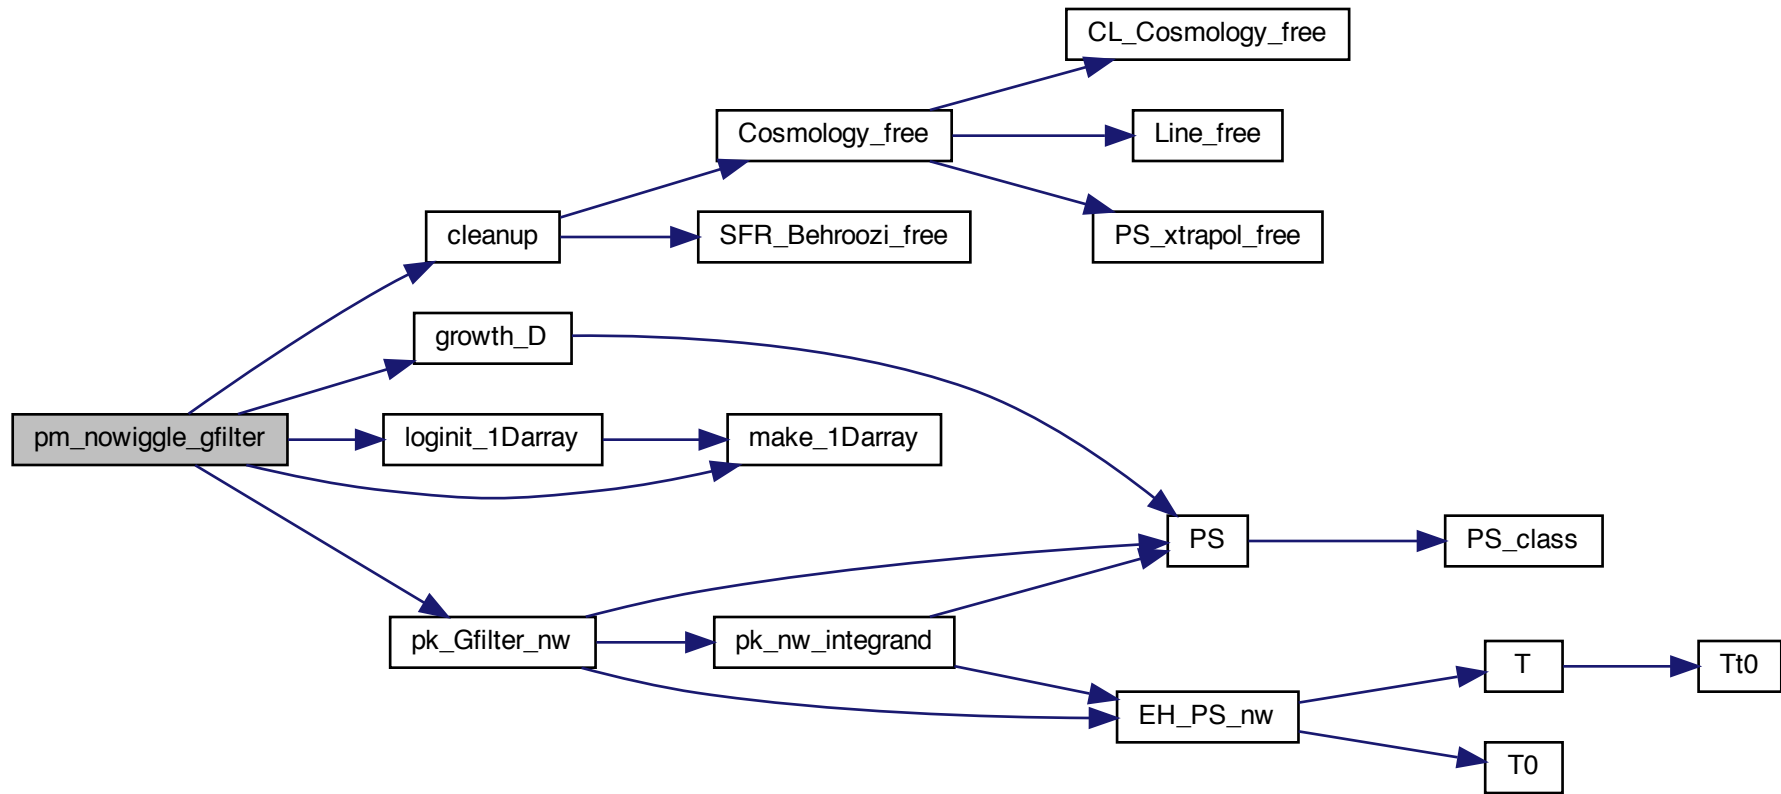 CL_Cosmology_free
Cosmology_free
Line_free
cleanup
SFR_Behroozi_free
PS_xtrapol_free
growth_D
pm_nowiggle_gfilter
loginit_1Darray
make_1Darray
PS
PS_class
pk_Gfilter_nw
pk_nw_integrand
T
Tt0
EH_PS_nw
T0